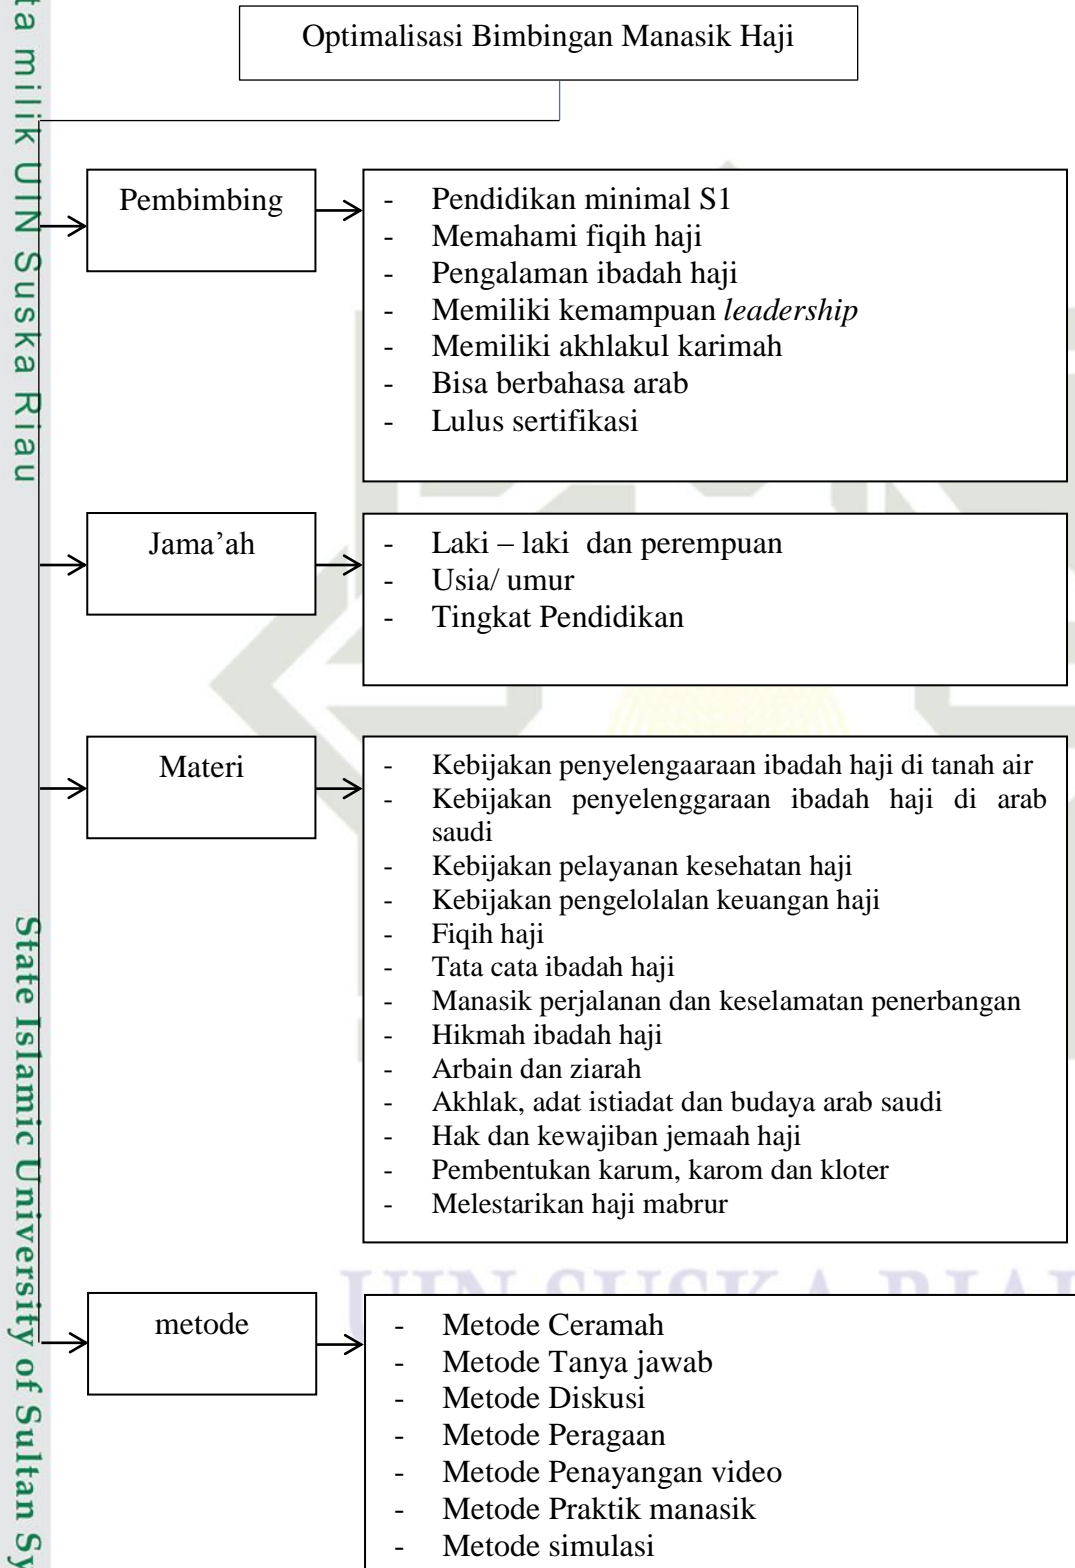 Optimalisasi Bimbingan Manasik Haji
Pembimbing
- Pendidikan minimal S1
- Memahami fiqih haji
- Pengalaman ibadah haji
- Memiliki kemampuan leadership
- Memiliki akhlakul karimah
- Bisa berbahasa arab
- Lulus sertifikasi
Jama’ah
- Laki – laki dan perempuan
- Usia/ umur
- Tingkat Pendidikan
Materi
- Kebijakan penyelengaaraan ibadah haji di tanah air
- Kebijakan penyelenggaraan ibadah haji di arab
saudi
- Kebijakan pelayanan kesehatan haji
- Kebijakan pengelolalan keuangan haji
- Fiqih haji
- Tata cata ibadah haji
- Manasik perjalanan dan keselamatan penerbangan
- Hikmah ibadah haji
- Arbain dan ziarah
- Akhlak, adat istiadat dan budaya arab saudi
- Hak dan kewajiban jemaah haji
- Pembentukan karum, karom dan kloter
- Melestarikan haji mabrur
metode
- Metode Ceramah
- Metode Tanya jawab
- Metode Diskusi
- Metode Peragaan
- Metode Penayangan video
- Metode Praktik manasik
- Metode simulasi
ta milik UIN Suska Riau
State Islamic University of Sultan Sy
UIN SUSKA RIAU